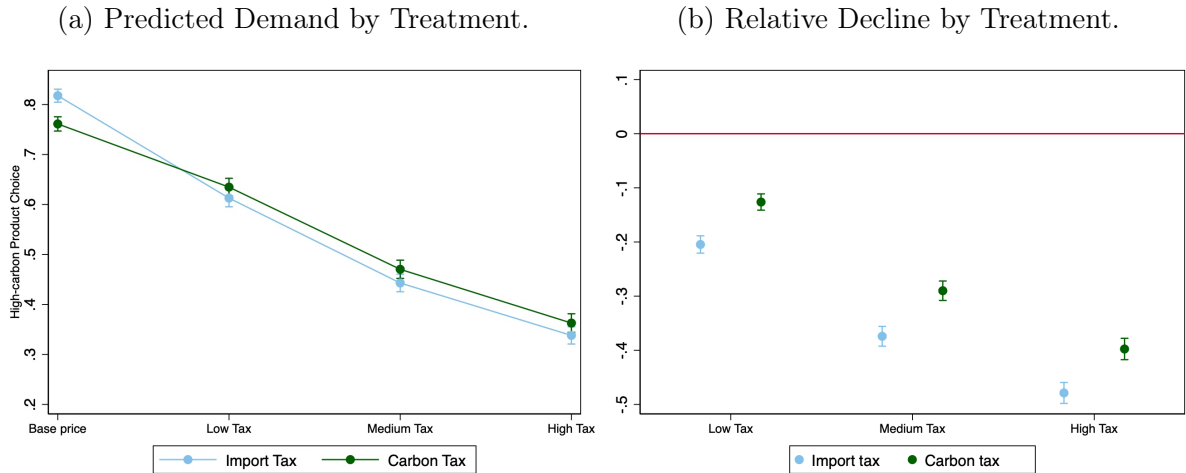 (a) Predicted Demand by Treatment.
High-carbon Product Choice
.8
.7
.6
.5
.4
.3
.2
Base price
Low Tax
Medium Tax
High Tax
Import Tax
Carbon Tax
(b) Relative Decline by Treatment.
.1
0
-.1
-.2
-.3
-.4
-.5
Low Tax
Medium Tax
High Tax
Import tax
Carbon tax